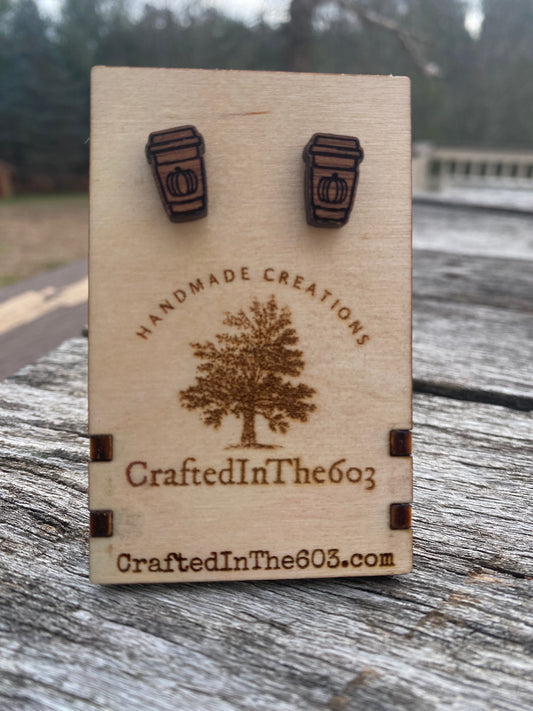 HANDMADE CREATIONS
CraftedInThe603
CraftedInThe603.com